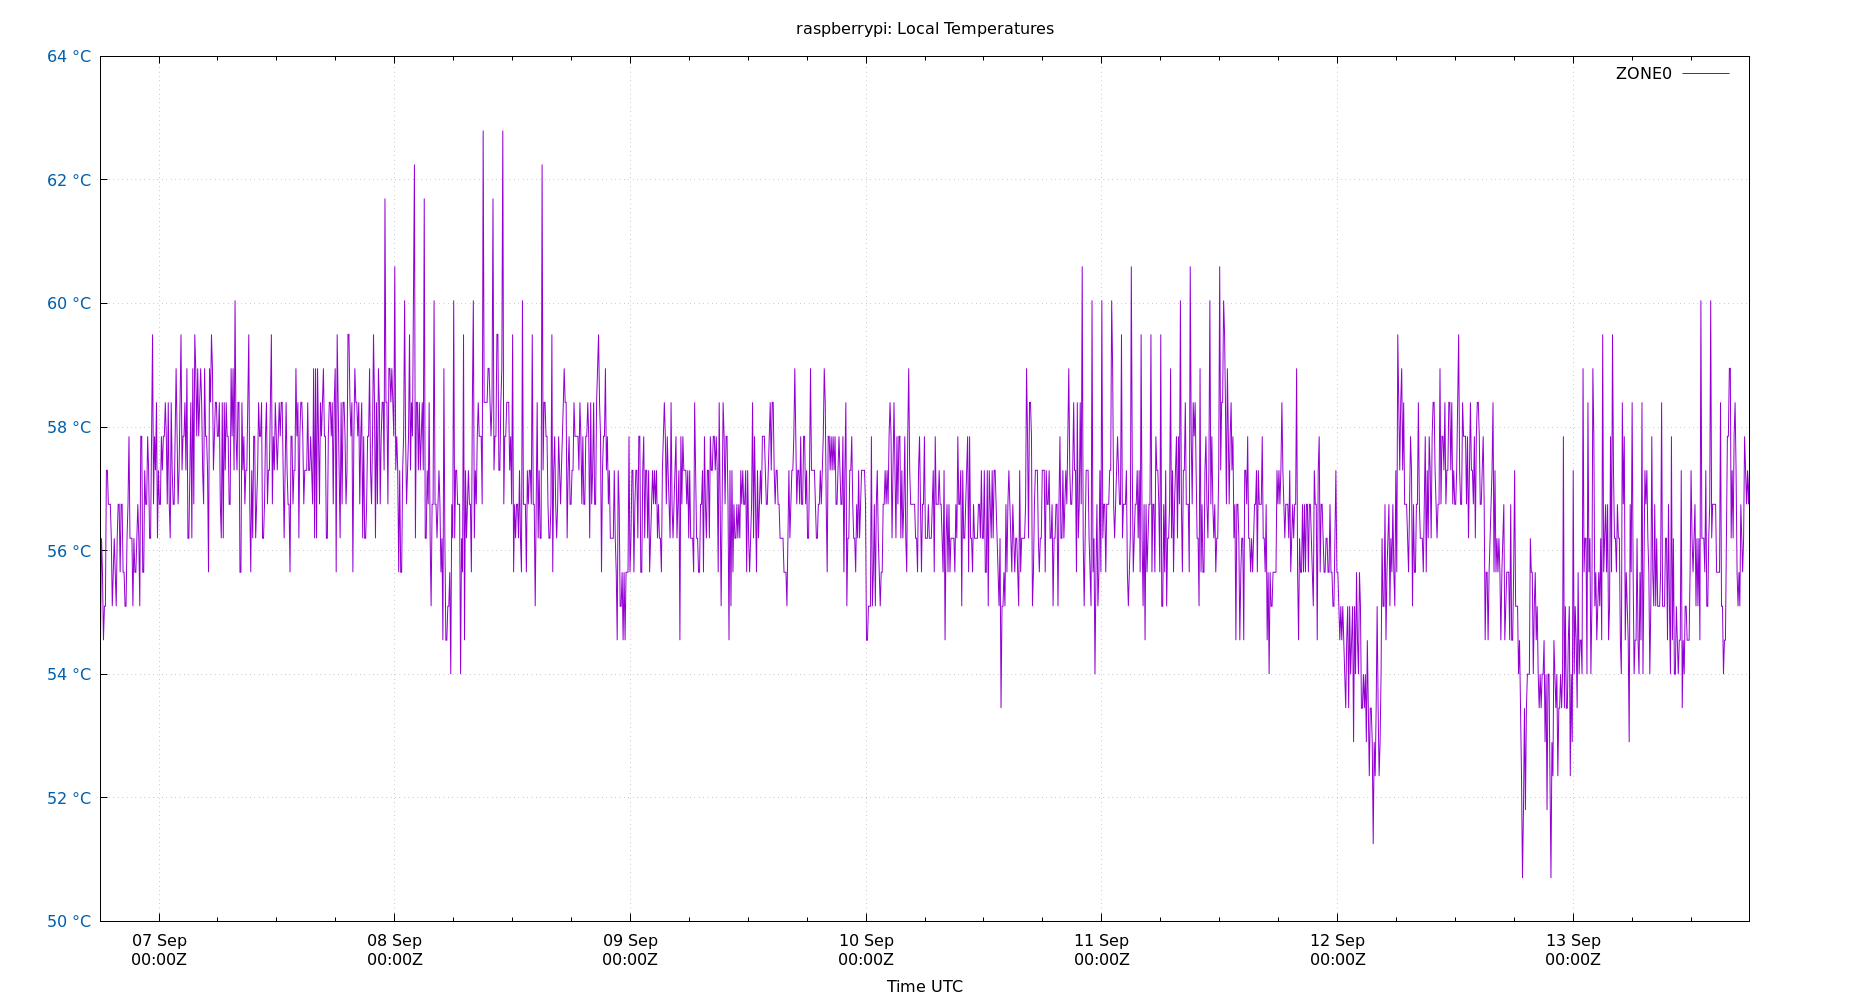 raspberrypi: Local Temperatures
64 °C
ZONE0
62 °C
60 °C
58 °C
56 °C
54 °C
52 °C
50 °C
07 Sep 08 Sep 09 Sep 10 Sep 11 Sep 12 Sep 13 Sep
00:00Z 00:00Z 00:00Z 00:00Z 00:00Z 00:00Z 00:00Z
Time UTC